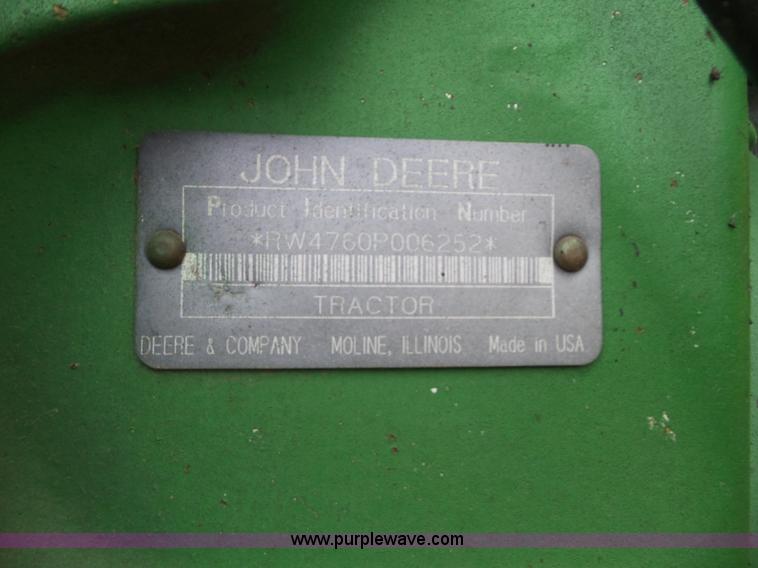 JOHN DEERE
Product Identification Number
*RW4760P006252*
TRACTOR
DEERE & COMPANY MOLINE, ILLINOIS Made in USA
www.purplewave.com